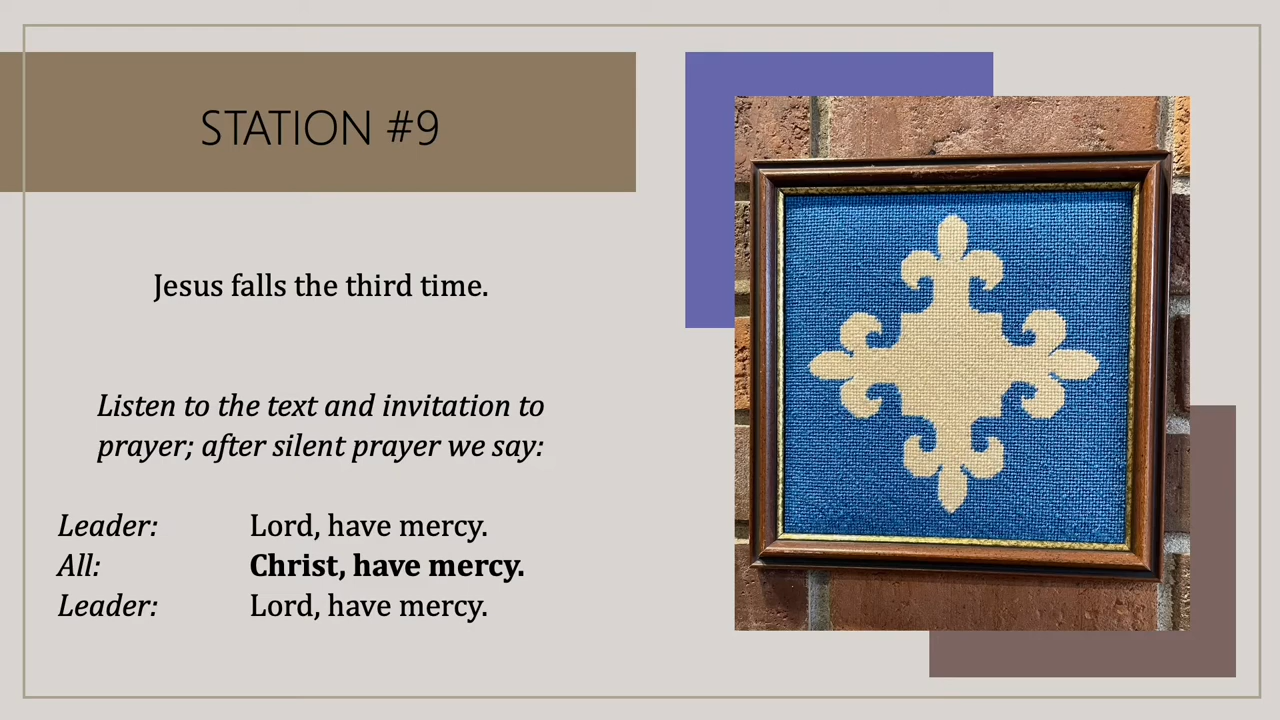 STATION #9
Jesus falls the third time.
Listen to the text and invitation to
prayer; after silent prayer we say:
Leader: Lord, have mercy.
All: Christ, have mercy.
Leader: Lord, have mercy.